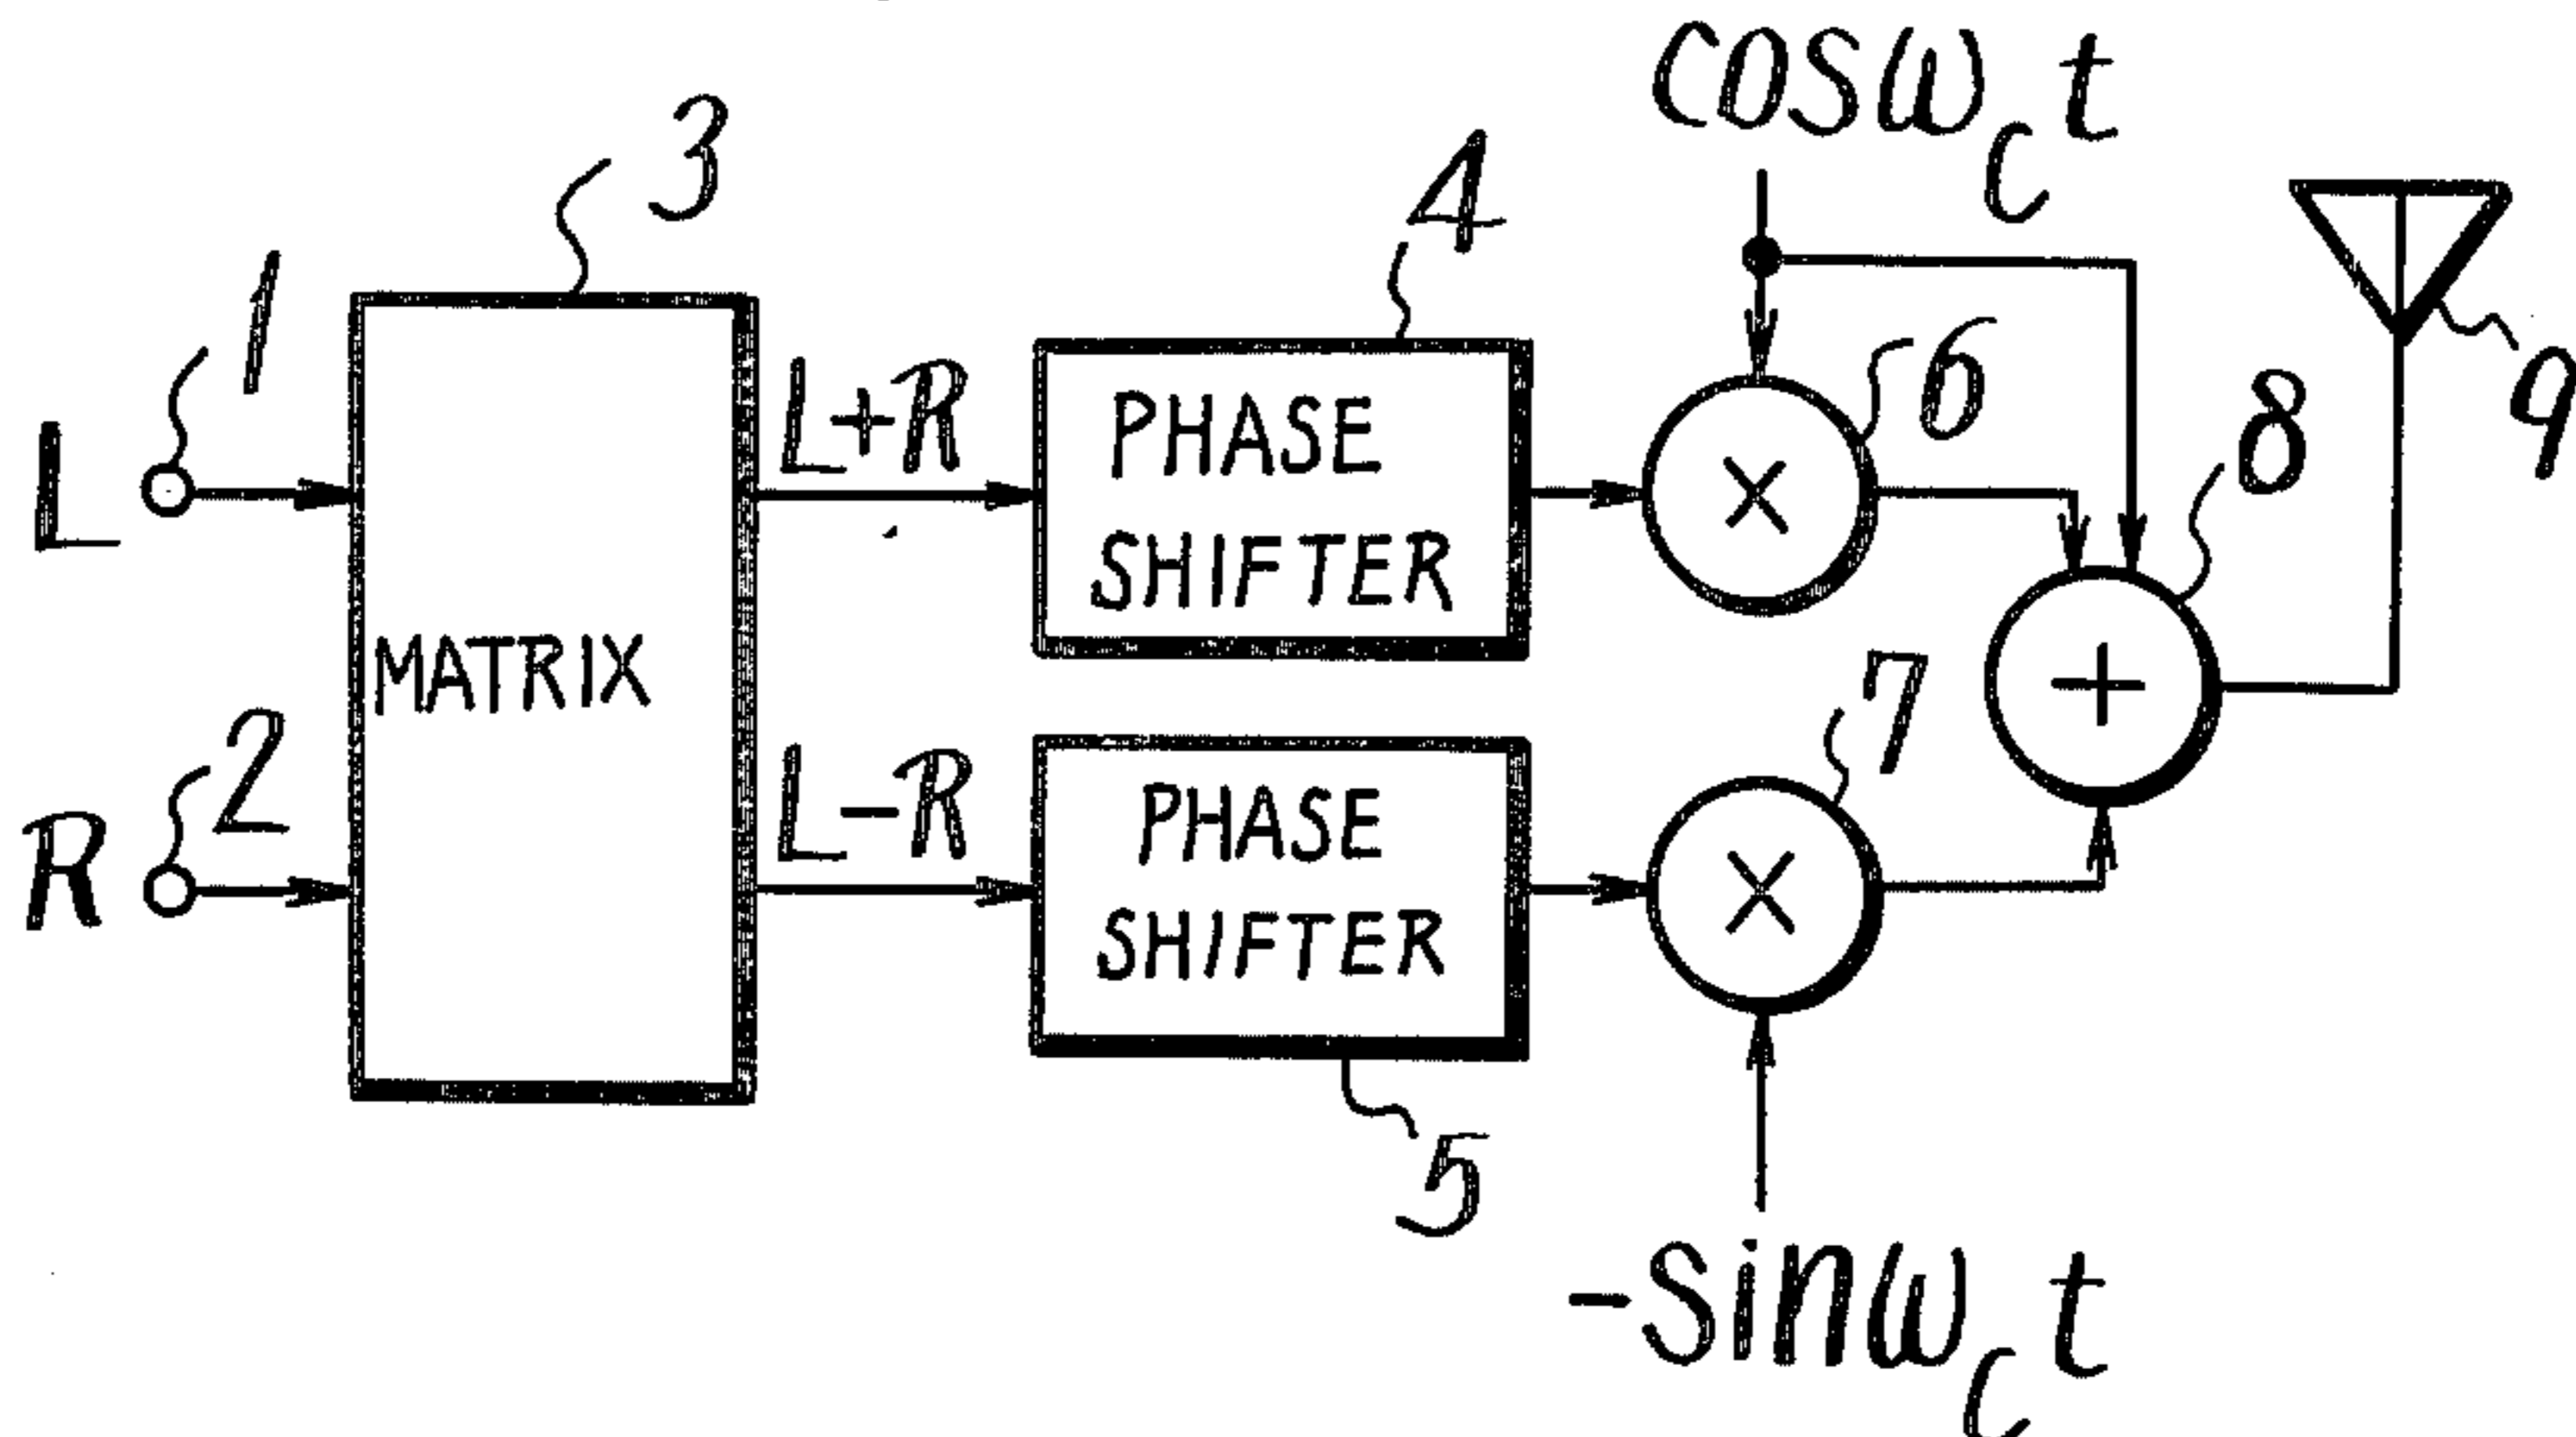 cosω_c t
3
4
1
L
L+R
PHASE
SHIFTER
6
8
9
MATRIX
2
R
L-R
PHASE
SHIFTER
7
5
-sinω_c t